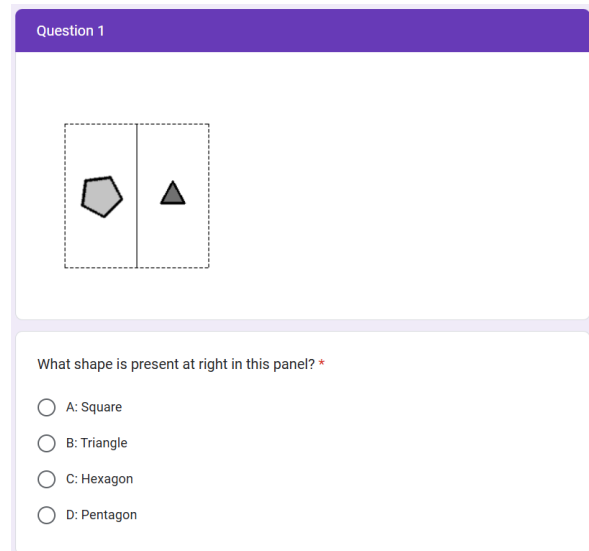 Question 1
What shape is present at right in this panel? *
A: Square
B: Triangle
C: Hexagon
D: Pentagon